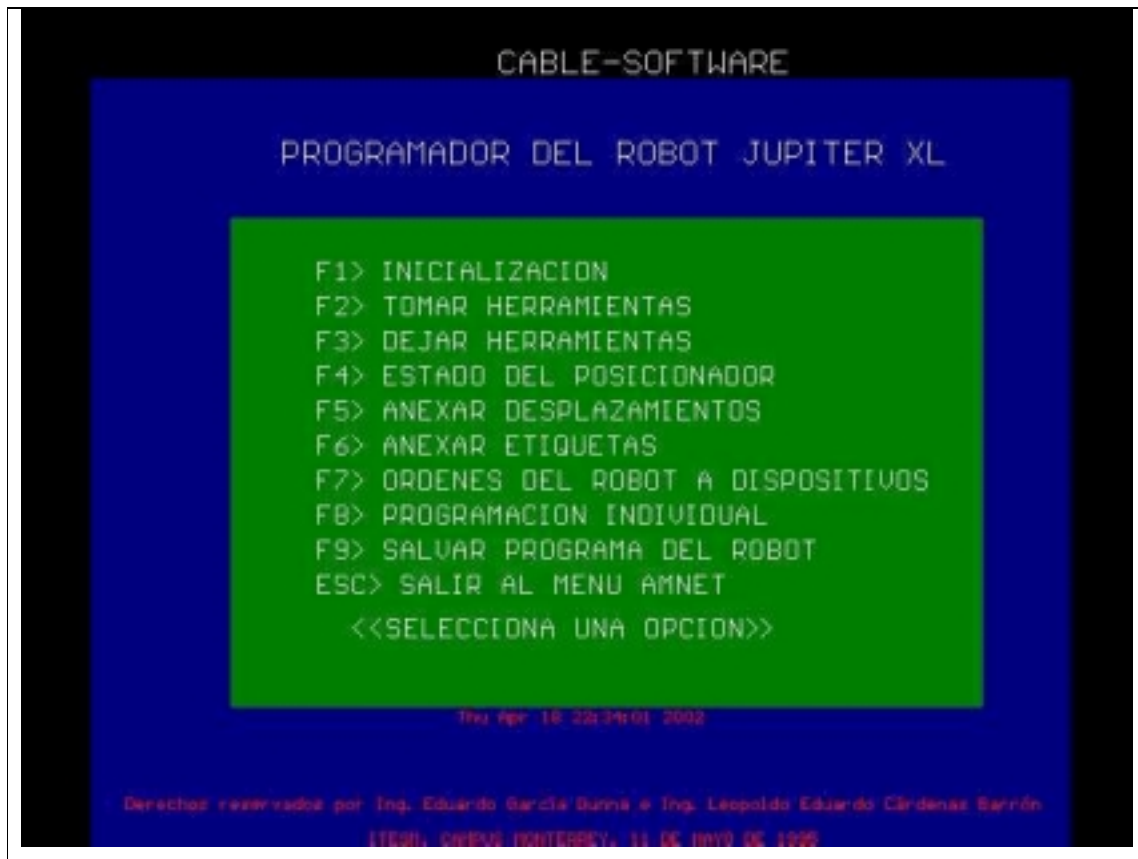 CABLE-SOFTWARE
PROGRAMADOR DEL ROBOT JUPITER XL
F1> INICIALIZACION
F2> TOMAR HERRAMIENTAS
F3> DEJAR HERRAMIENTAS
F4> ESTADO DEL POSICIONADOR
F5> ANEXAR DESPLAZAMIENTOS
F6> ANEXAR ETIQUETAS
F7> ORDENES DEL ROBOT A DISPOSITIVOS
F8> PROGRAMACION INDIVIDUAL
F9> SALVAR PROGRAMA DEL ROBOT
ESC> SALIR AL MENU AMNET
<<SELECCIONA UNA OPCION>>
Thu Apr 18 22:34:01 2002
Derechos reservados por Ing. Eduardo García Dunna e Ing. Leopoldo Eduardo Cárdenas Barrón
ITESM, CAMPUS MONTERREY, 11 DE MAYO DE 1995